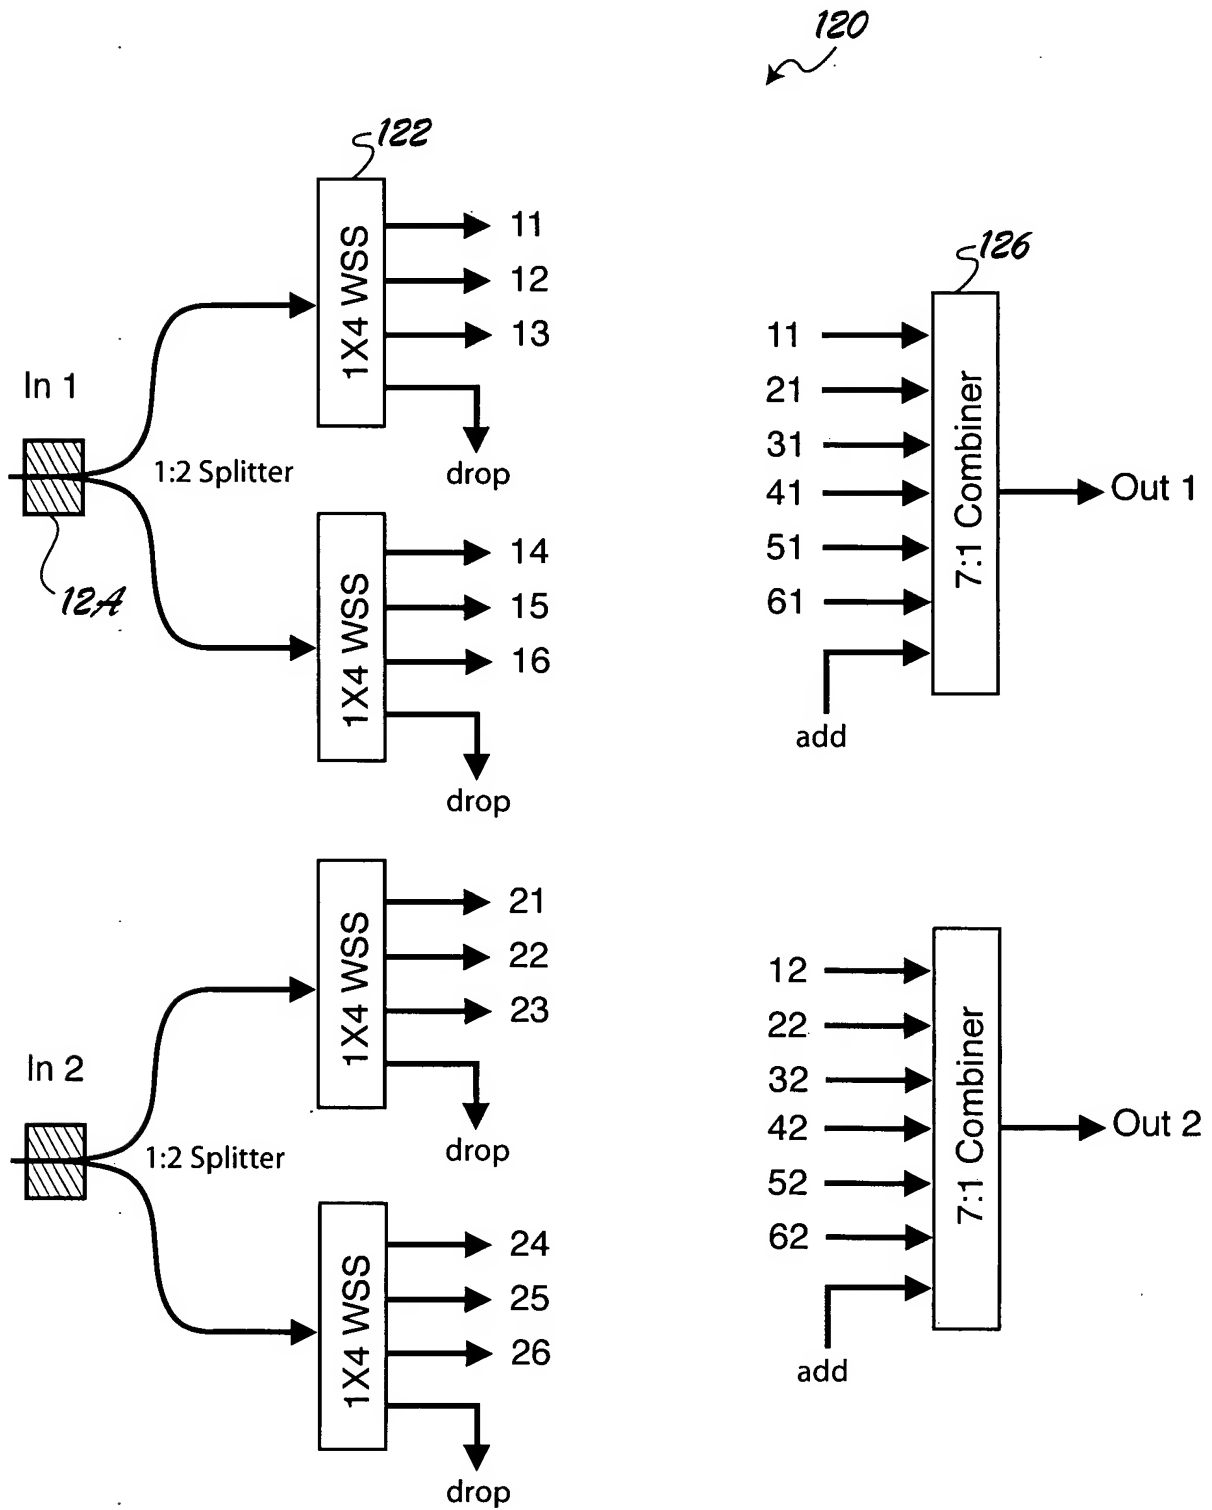 120
122
1X4 WSS
11
12
13
drop
In 1
1:2 Splitter
12A
1X4 WSS
14
15
16
drop
126
11
21
31
41
51
61
add
7:1 Combiner
Out 1
In 2
1:2 Splitter
1X4 WSS
21
22
23
drop
1X4 WSS
24
25
26
drop
12
22
32
42
52
62
add
7:1 Combiner
Out 2